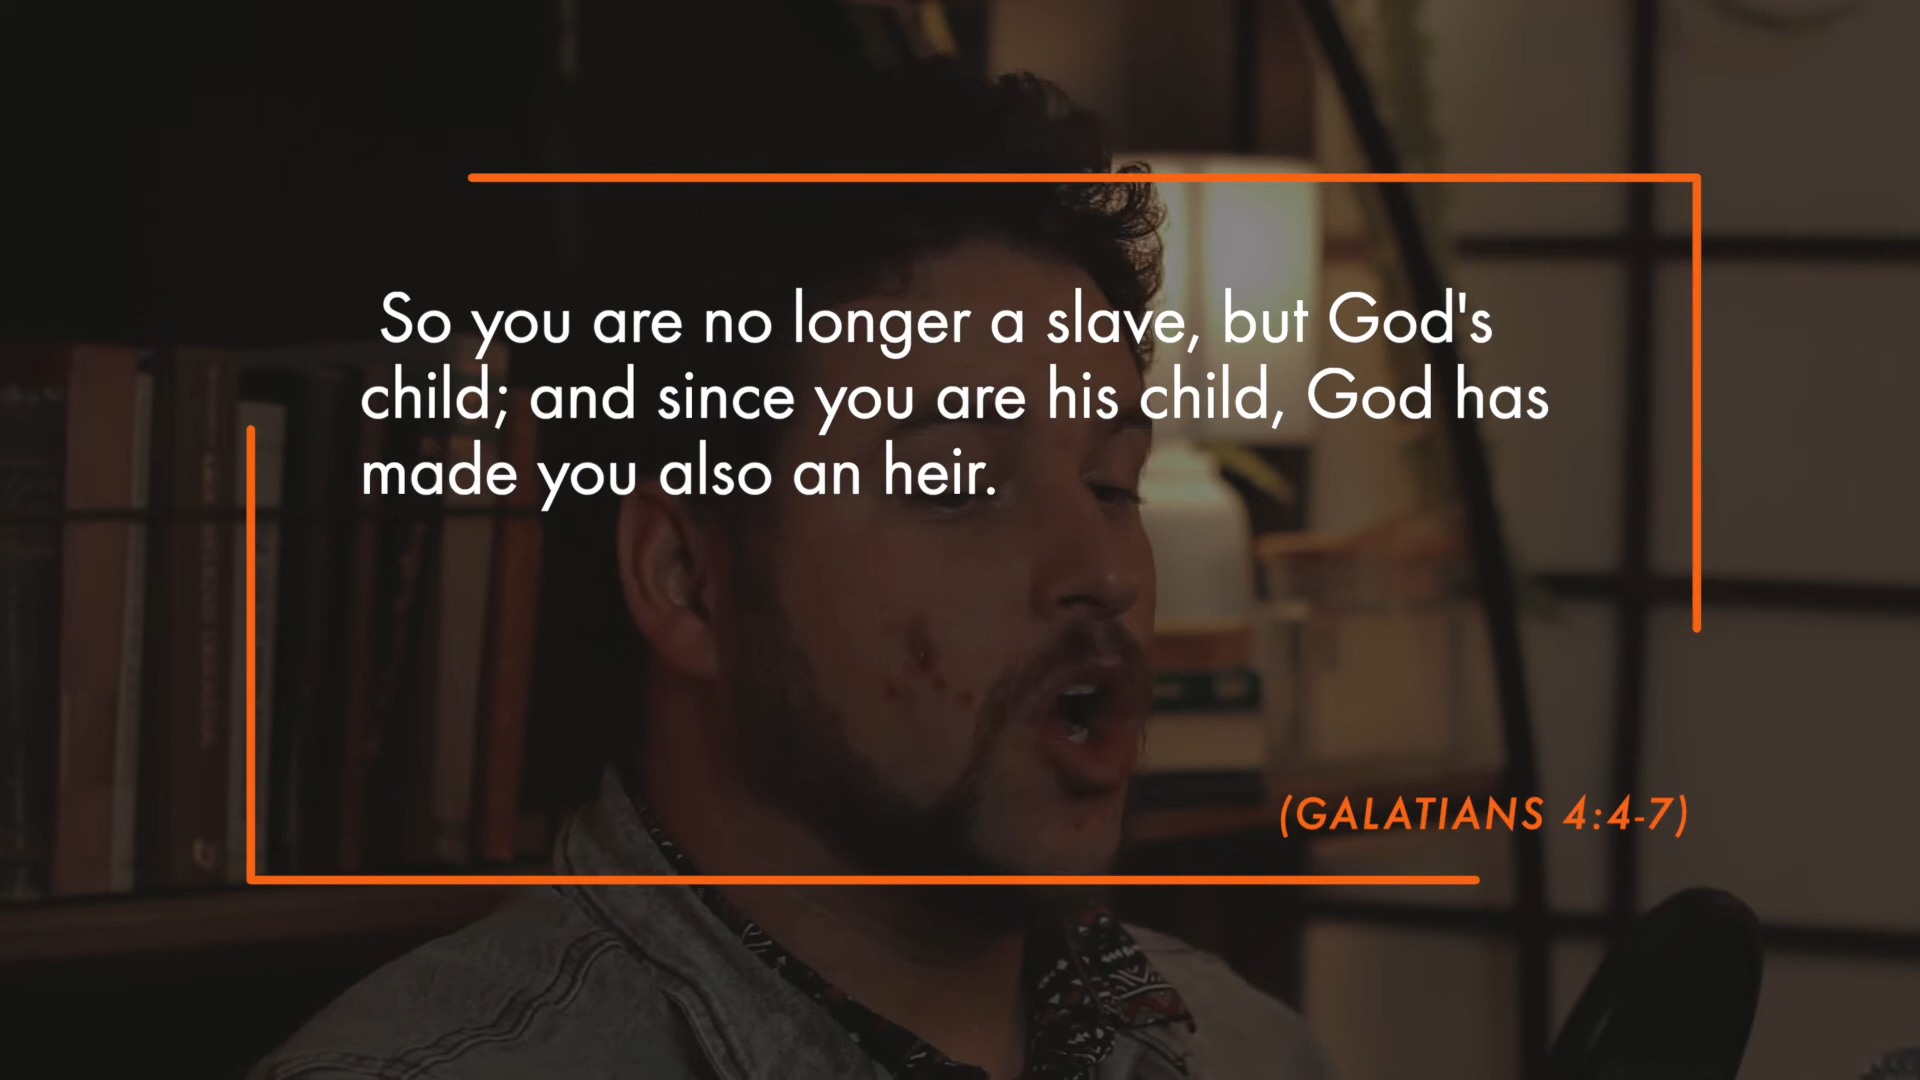 So you are no longer a slave, but God's
child; and since you are his child, God has
made you also an heir.
(GALATIANS 4:4-7)